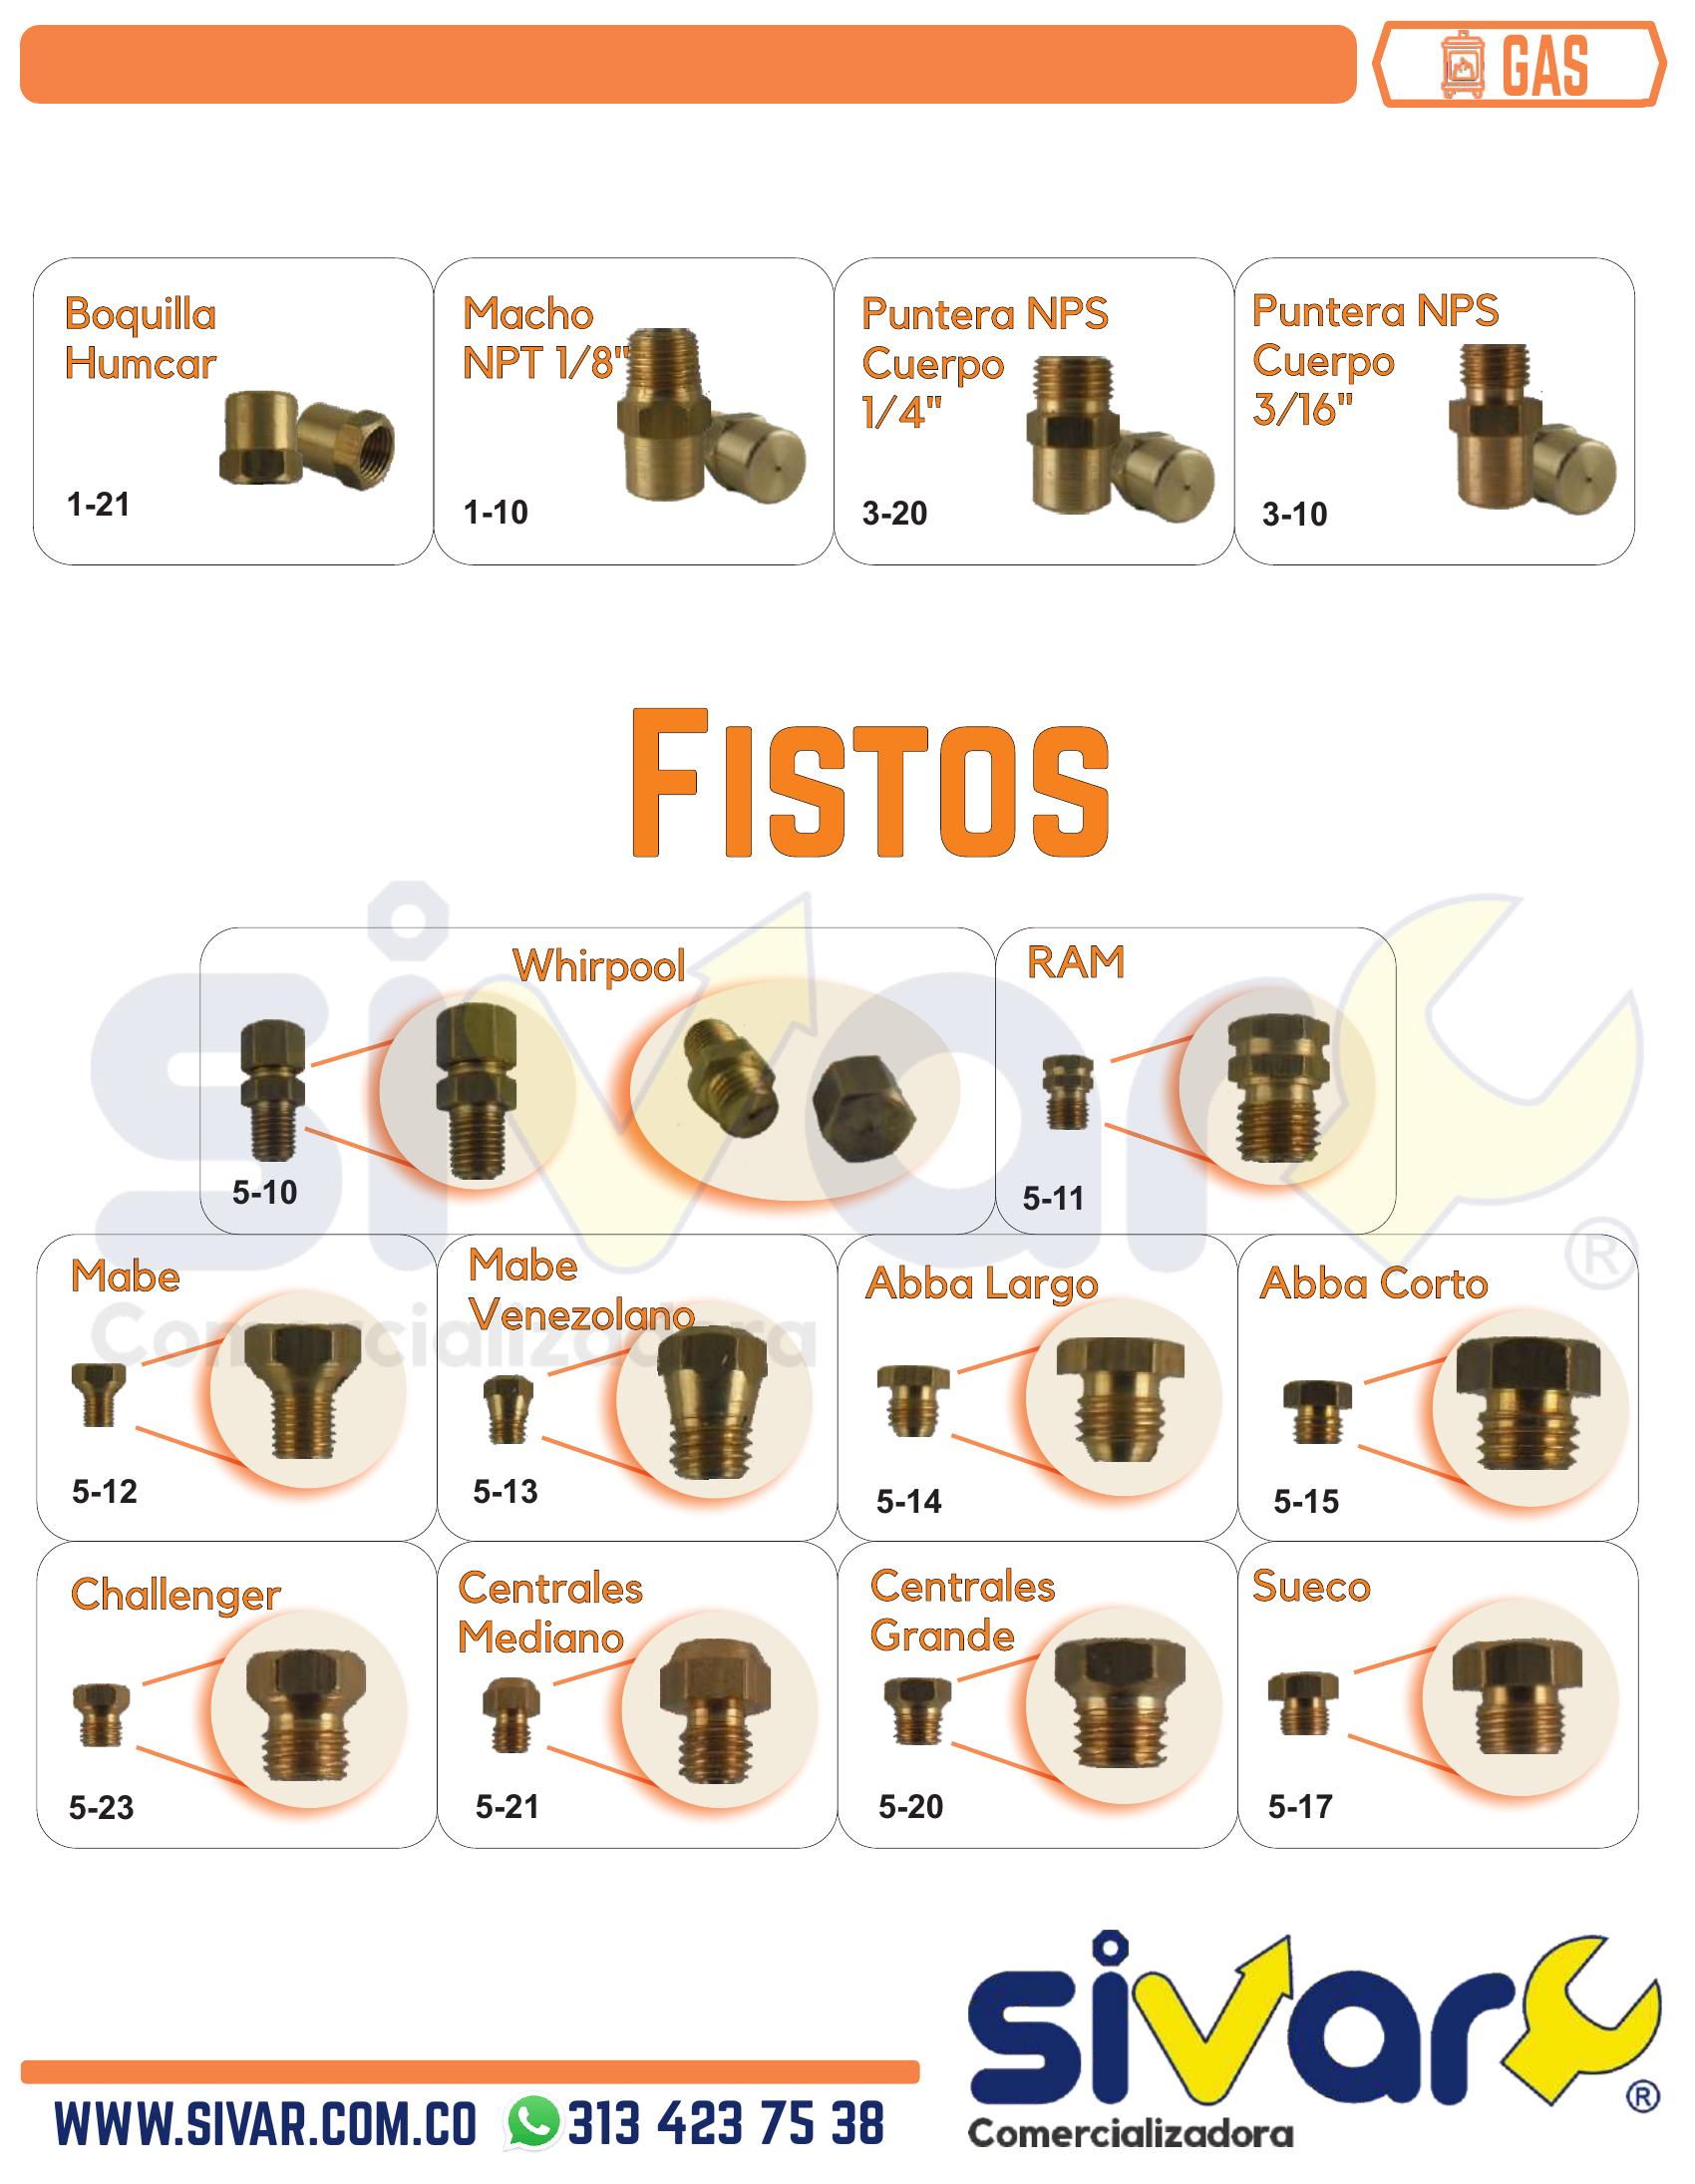 GAS
Boquilla
Humcar
1-21
Macho
NPT 1/8"
1-10
Puntera NPS
Cuerpo
1/4"
3-20
Puntera NPS
Cuerpo
3/16"
3-10
FISTOS
Whirpool
5-10
RAM
5-11
Mabe
5-12
Mabe
Venezolano
5-13
Abba Largo
5-14
Abba Corto
5-15
Challenger
5-23
Centrales
Mediano
5-21
Centrales
Grande
5-20
Sueco
5-17
sivar
®
Comercializadora
WWW.SIVAR.COM.CO 313 423 75 38
sivar
®
Comercializadora